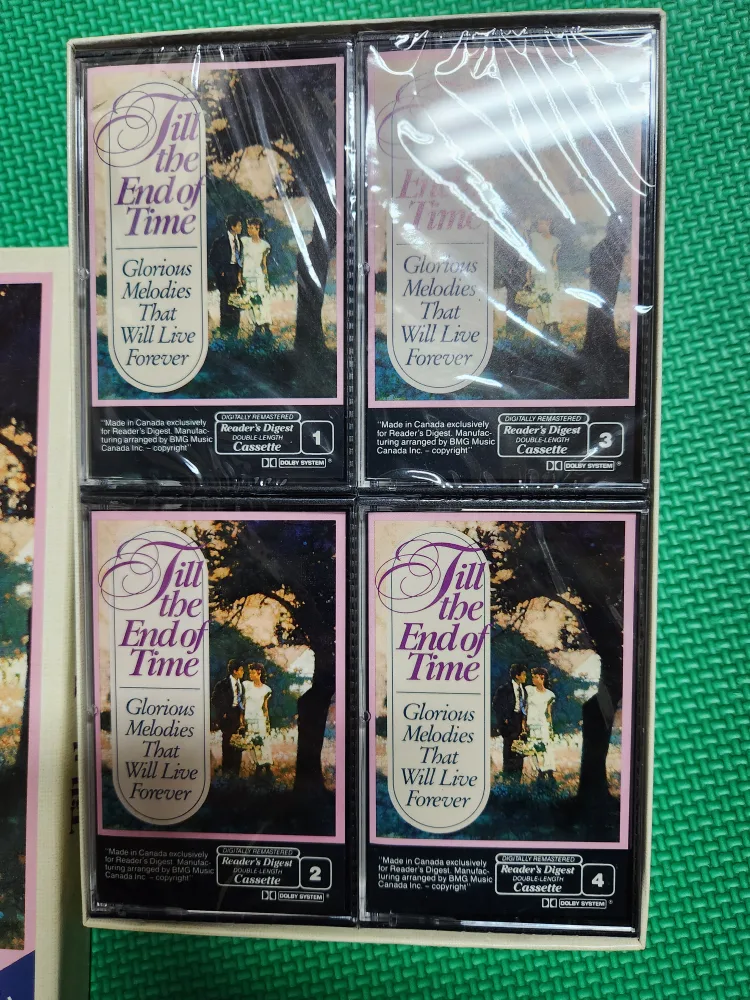 Till
the
End of
Time
Glorious
Melodies
That
Will Live
Forever
"Made in Canada exclusively
for Reader's Digest. Manufac-
turing arranged by BMG Music
Canada Inc. – copyright"
DIGITALLY REMASTERED
Reader's Digest
DOUBLE-LENGTH
Cassette
1
DOLBY SYSTEM ®
End of
Time
Glorious
Melodies
That
Will Live
Forever
"Made in Canada exclusively
for Reader's Digest. Manufac-
turing arranged by BMG Music
Canada Inc. – copyright"
DIGITALLY REMASTERED
Reader's Digest
DOUBLE-LENGTH
Cassette
3
DOLBY SYSTEM ®
Till
the
End of
Time
Glorious
Melodies
That
Will Live
Forever
"Made in Canada exclusively
for Reader's Digest. Manufac-
turing arranged by BMG Music
Canada Inc. – copyright"
DIGITALLY REMASTERED
Reader's Digest
DOUBLE-LENGTH
Cassette
2
DOLBY SYSTEM ®
Till
the
End of
Time
Glorious
Melodies
That
Will Live
Forever
"Made in Canada exclusively
for Reader's Digest. Manufac-
turing arranged by BMG Music
Canada Inc. – copyright"
DIGITALLY REMASTERED
Reader's Digest
DOUBLE-LENGTH
Cassette
4
DOLBY SYSTEM ®